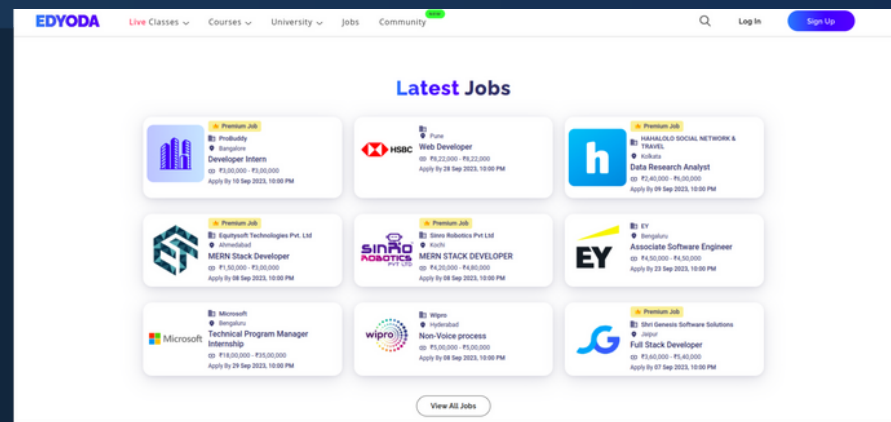 EDYODA
Live Classes
Courses
University
Jobs
Community
Log In
Sign Up
Latest Jobs
Premium Job
ProBuddy
Bangalore
Developer Intern
₹3,00,000 - ₹3,00,000
Apply By 10 Sep 2023, 10:00 PM
HSBC
Pune
Web Developer
₹8,22,000 - ₹8,22,000
Apply By 28 Sep 2023, 10:00 PM
h
Premium Job
HAHALOLO SOCIAL NETWORK &
TRAVEL
Kolkata
Data Research Analyst
₹2,40,000 - ₹6,00,000
Apply By 09 Sep 2023, 10:00 PM
Premium Job
Equitysoft Technologies Pvt. Ltd
Ahmedabad
MERN Stack Developer
₹1,50,000 - ₹3,00,000
Apply By 08 Sep 2023, 10:00 PM
SINRO
ROBOTICS
PVT LTD
Premium Job
Sinro Robotics Pvt Ltd
Kochi
MERN STACK DEVELOPER
₹4,20,000 - ₹4,80,000
Apply By 08 Sep 2023, 10:00 PM
EY
EY
Bengaluru
Associate Software Engineer
₹4,50,000 - ₹4,50,000
Apply By 23 Sep 2023, 10:00 PM
Microsoft
Microsoft
Bengaluru
Technical Program Manager
Internship
₹18,00,000 - ₹35,00,000
Apply By 29 Sep 2023, 10:00 PM
wipro
Wipro
Hyderabad
Non-Voice process
₹5,00,000 - ₹5,00,000
Apply By 08 Sep 2023, 10:00 PM
Premium Job
Shri Genesis Software Solutions
Jaipur
Full Stack Developer
₹3,60,000 - ₹5,40,000
Apply By 07 Sep 2023, 10:00 PM
View All Jobs